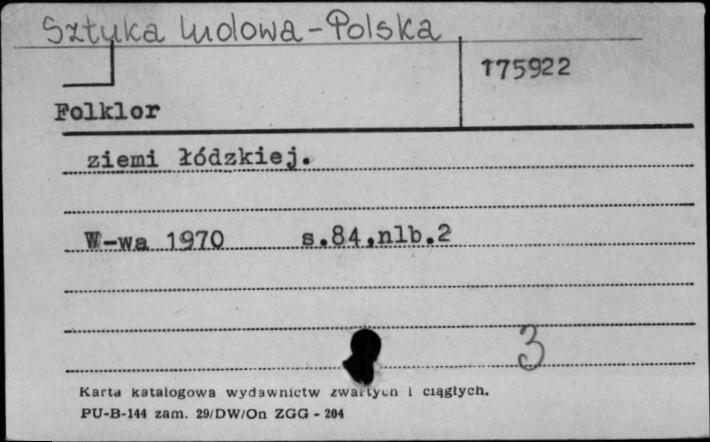 Sztuka ludowa - Polska
175922
Folklor
ziemi łódzkiej.
W-wa 1970 s.84,nlb.2
3
Karta katalogowa wydawnictw zwartych i ciągłych.
PU-B-144 zam. 29/DW/On ZGG - 204